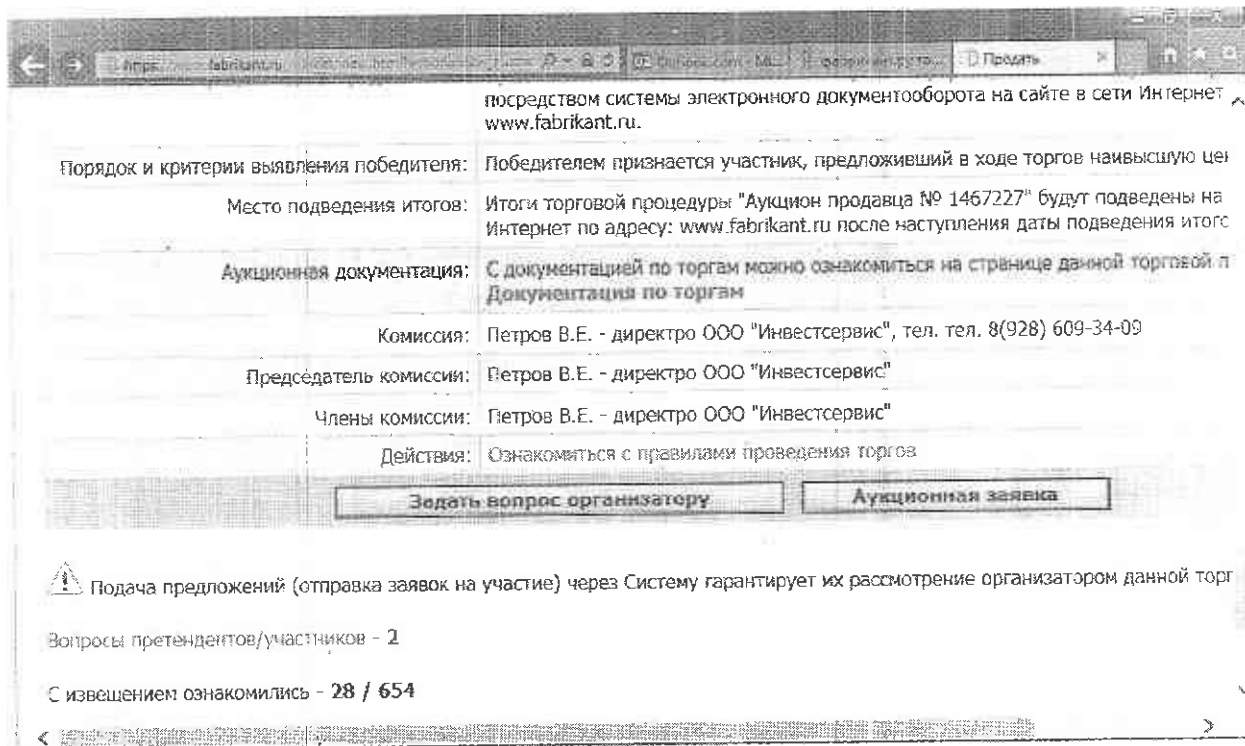 fabrikant.ru
Продать
посредством системы электронного документооборота на сайте в сети Интернет
www.fabrikant.ru.
Порядок и критерии выявления победителя: Победителем признается участник, предложивший в ходе торгов наивысшую цен
Место подведения итогов: Итоги торговой процедуры "Аукцион продавца № 1467227" будут подведены на
Интернет по адресу: www.fabrikant.ru после наступления даты подведения итого
Аукционная документация: С документацией по торгам можно ознакомиться на странице данной торговой п
Документация по торгам
Комиссия: Петров В.Е. - директро ООО "Инвестсервис", тел. тел. 8(928) 609-34-09
Председатель комиссии: Петров В.Е. - директро ООО "Инвестсервис"
Члены комиссии: Петров В.Е. - директро ООО "Инвестсервис"
Действия: Ознакомиться с правилами проведения торгов
Задать вопрос организатору Аукционная заявка
Подача предложений (отправка заявок на участие) через Систему гарантирует их рассмотрение организатором данной торг
Вопросы претендентов/участников - 2
С извещением ознакомились - 28 / 654